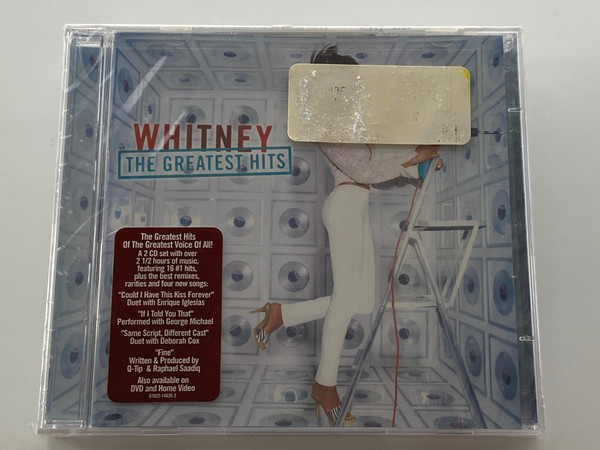 WHITNEY
THE GREATEST HITS
The Greatest Hits
Of The Greatest Voice Of All!
A 2 CD set with over
2 1/2 hours of music,
featuring 16 #1 hits,
plus the best remixes,
rarities and four new songs:
"Could I Have This Kiss Forever"
Duet with Enrique Iglesias
"If I Told You That"
Performed with George Michael
"Same Script, Different Cast"
Duet with Deborah Cox
"Fine"
Written & Produced by
Q-Tip & Raphael Saadiq
Also available on
DVD and Home Video
07822-14626-2